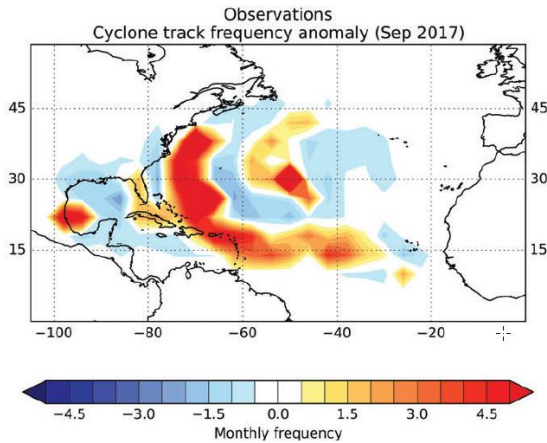 Observations
Cyclone track frequency anomaly (Sep 2017)
45
45
30
30
15
15
−100 −80 −60 −40 −20
−4.5 −3.0 −1.5 0.0 1.5 3.0 4.5
Monthly frequency